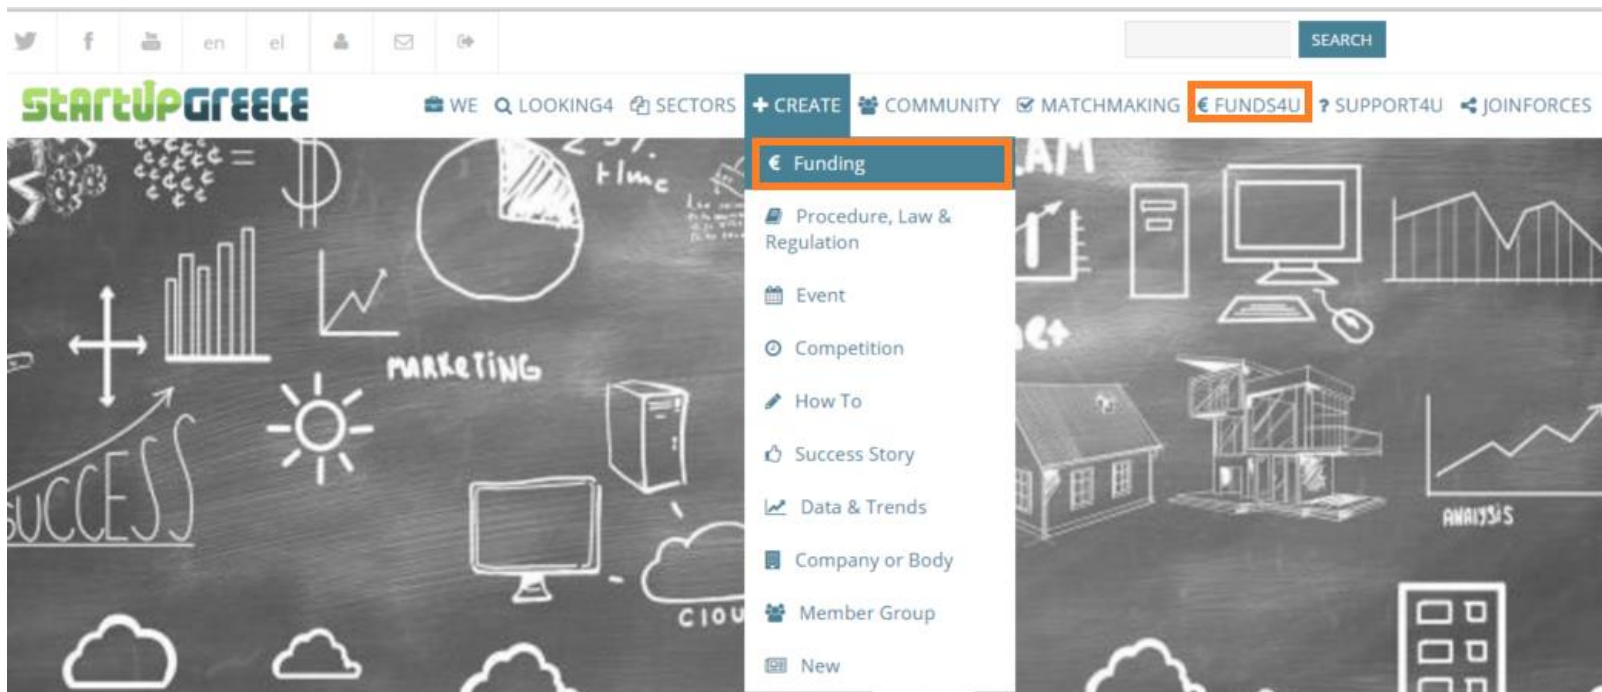 en el
SEARCH
StartUpGreece
WE LOOKING4 SECTORS + CREATE COMMUNITY MATCHMAKING € FUNDS4U ? SUPPORT4U JOINFORCES
€ Funding
Procedure, Law &
Regulation
Event
Competition
How To
Success Story
Data & Trends
Company or Body
Member Group
New
time
MARKETING
SUCCESS
ANALYSIS
CLOU